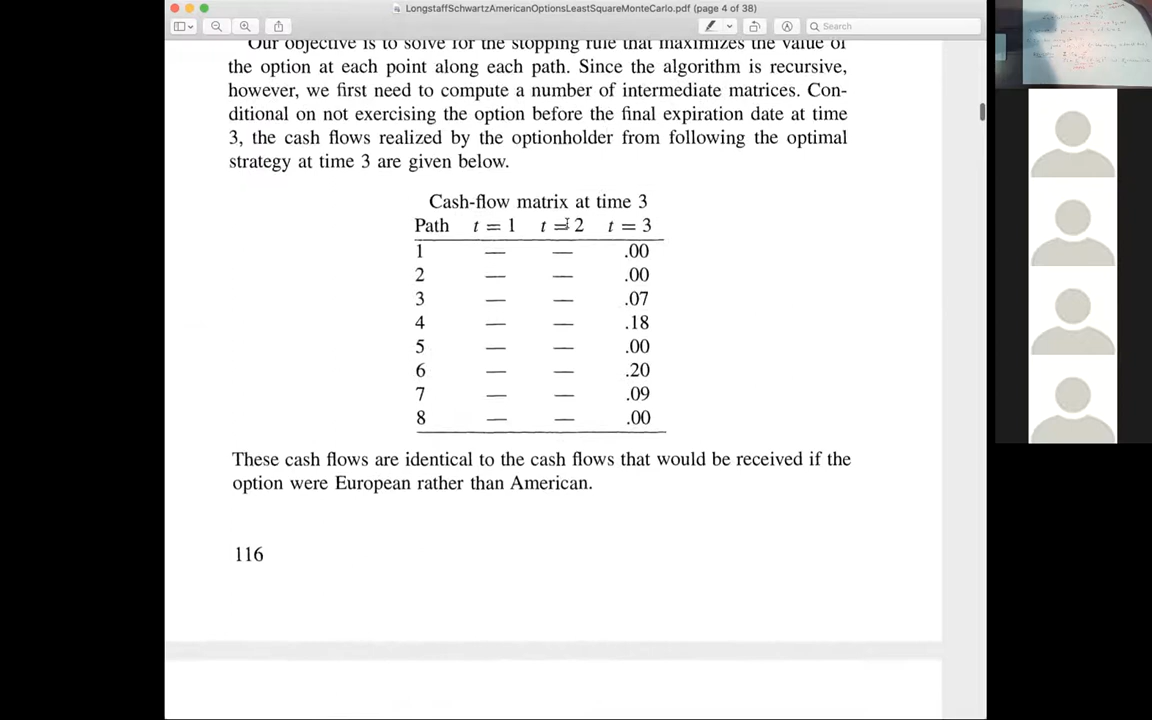 LongstaffSchwartzAmericanOptionsLeastSquareMonteCarlo.pdf (page 4 of 38)
Search
Our objective is to solve for the stopping rule that maximizes the value of
the option at each point along each path. Since the algorithm is recursive,
however, we first need to compute a number of intermediate matrices. Con-
ditional on not exercising the option before the final expiration date at time
3, the cash flows realized by the optionholder from following the optimal
strategy at time 3 are given below.
Cash-flow matrix at time 3
Path t = 1 t = 2 t = 3
1 — — .00
2 — — .00
3 — — .07
4 — — .18
5 — — .00
6 — — .20
7 — — .09
8 — — .00
These cash flows are identical to the cash flows that would be received if the
option were European rather than American.
116